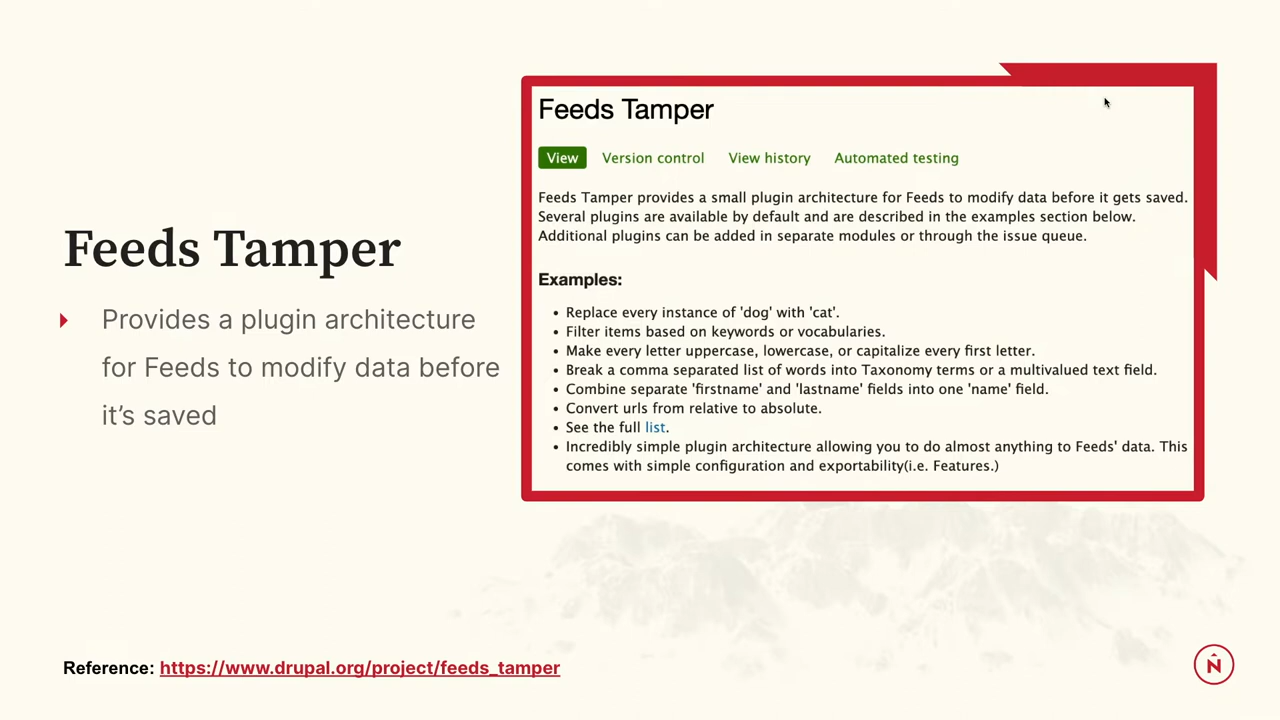 Feeds Tamper
Provides a plugin architecture
for Feeds to modify data before
it's saved
Feeds Tamper
View Version control View history Automated testing
Feeds Tamper provides a small plugin architecture for Feeds to modify data before it gets saved.
Several plugins are available by default and are described in the examples section below.
Additional plugins can be added in separate modules or through the issue queue.
Examples:
• Replace every instance of 'dog' with 'cat'.
• Filter items based on keywords or vocabularies.
• Make every letter uppercase, lowercase, or capitalize every first letter.
• Break a comma separated list of words into Taxonomy terms or a multivalued text field.
• Combine separate 'firstname' and 'lastname' fields into one 'name' field.
• Convert urls from relative to absolute.
• See the full list.
• Incredibly simple plugin architecture allowing you to do almost anything to Feeds' data. This
comes with simple configuration and exportability(i.e. Features.)
Reference: https://www.drupal.org/project/feeds_tamper
N